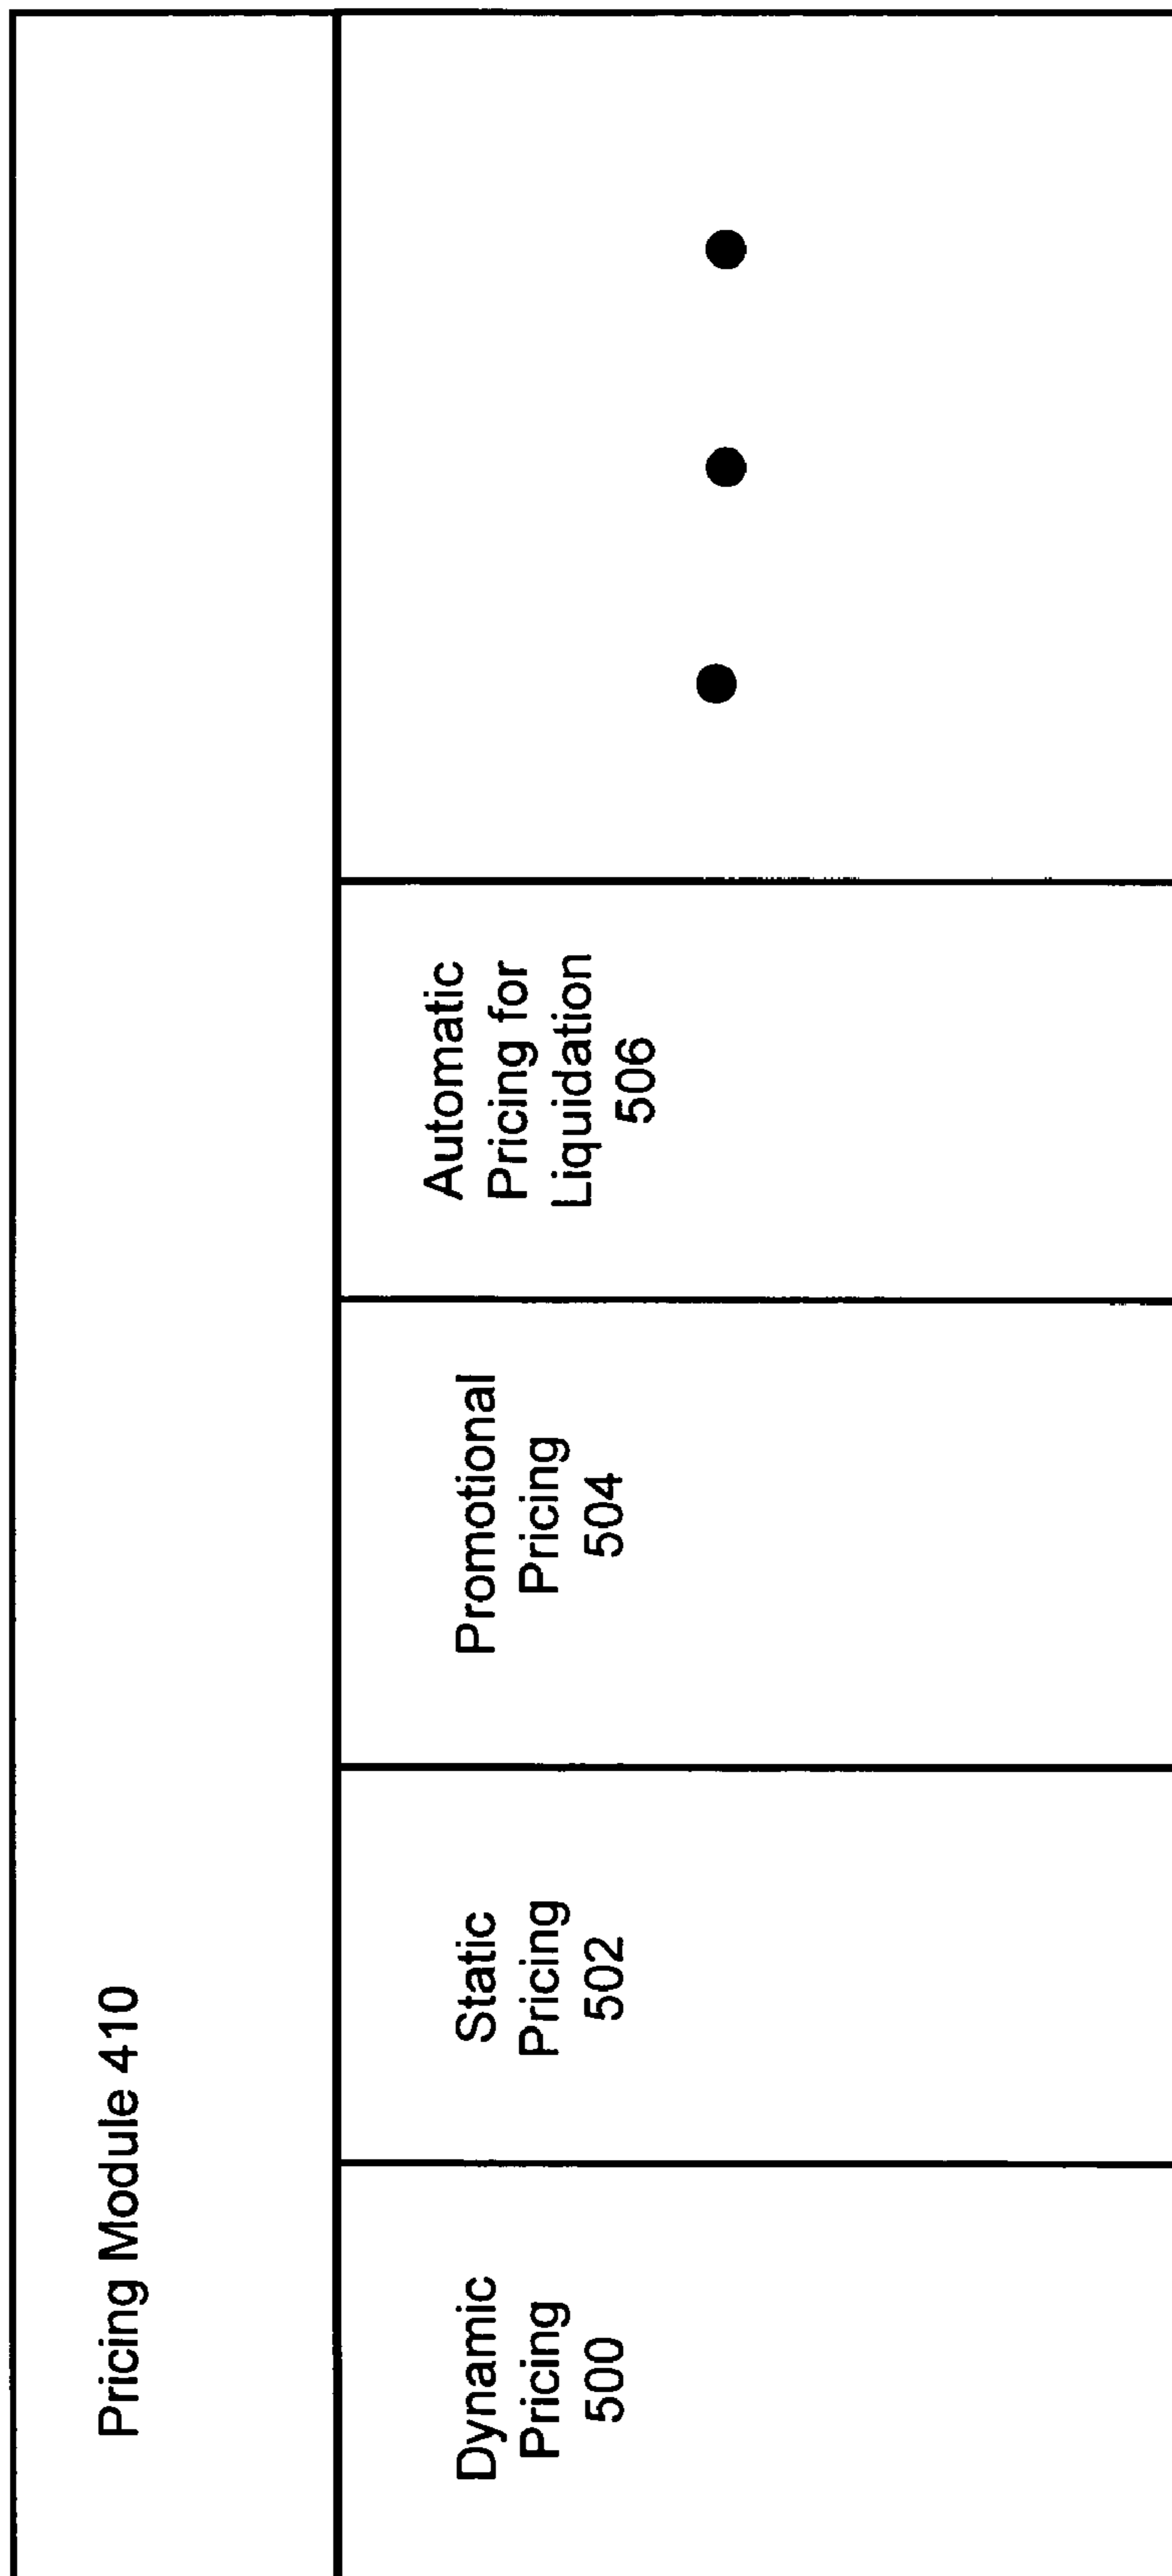 Pricing Module 410
Dynamic
Pricing
500
Static
Pricing
502
Promotional
Pricing
504
Automatic
Pricing for
Liquidation
506